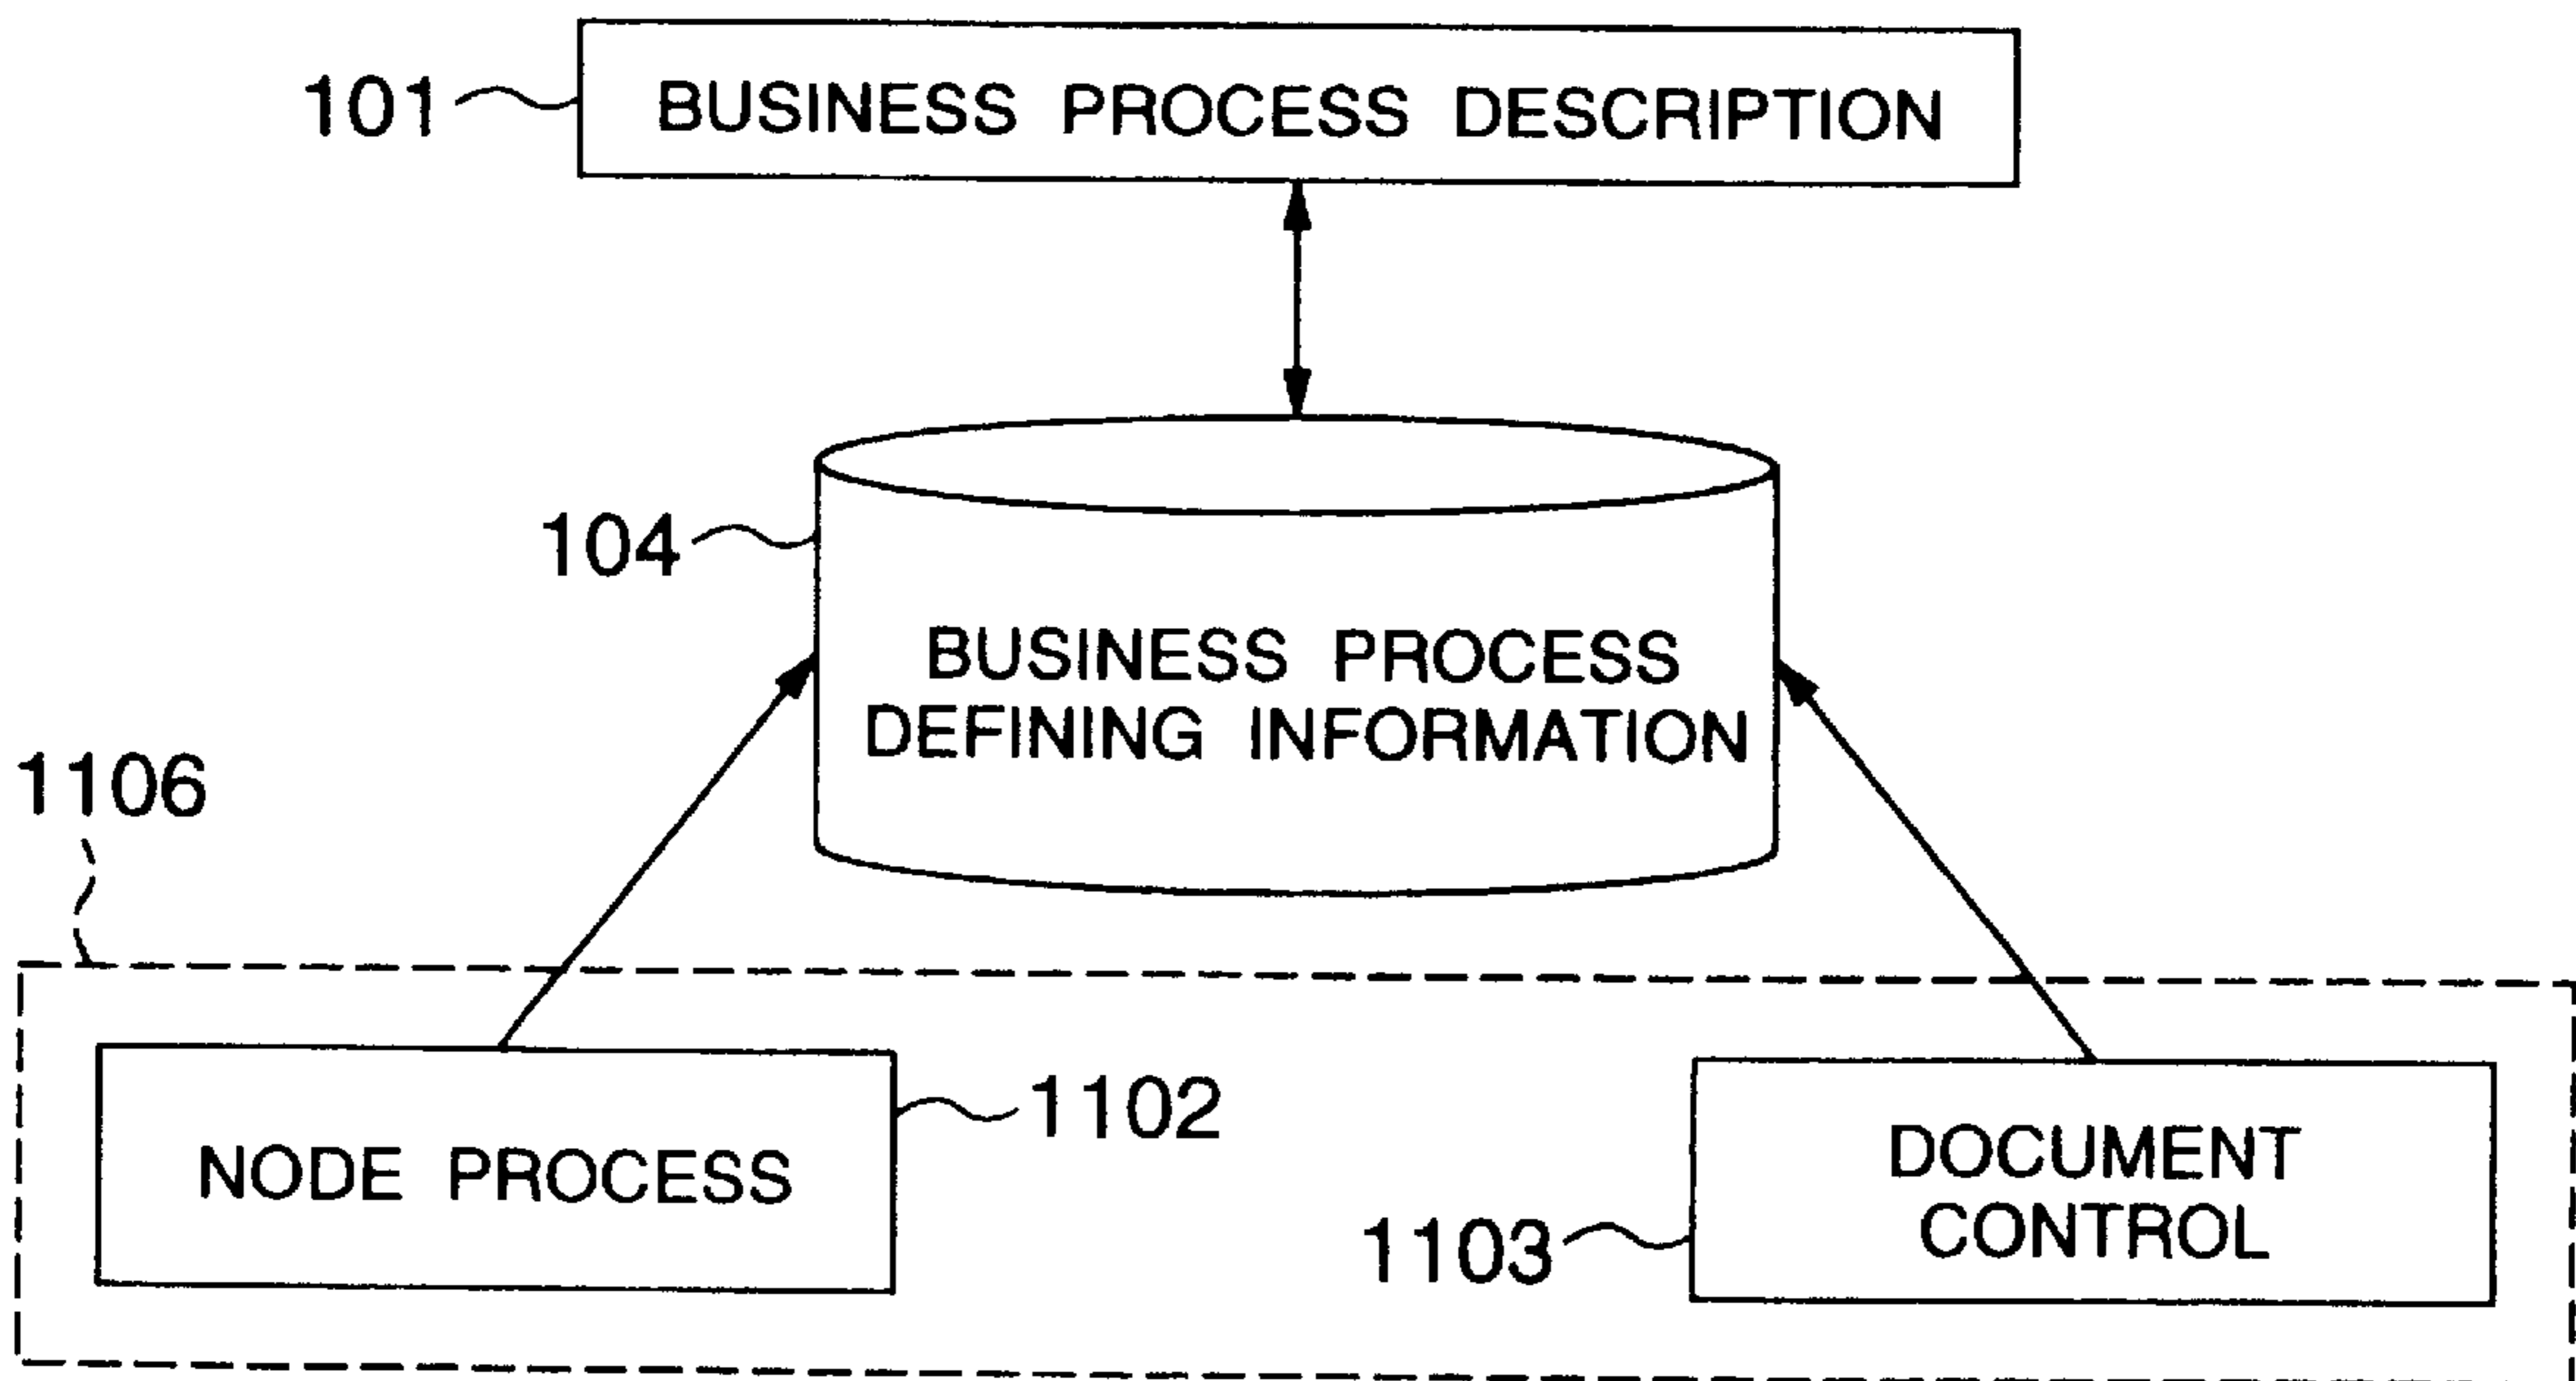 101
BUSINESS PROCESS DESCRIPTION
104
BUSINESS PROCESS
DEFINING INFORMATION
1106
NODE PROCESS
1102
1103
DOCUMENT
CONTROL